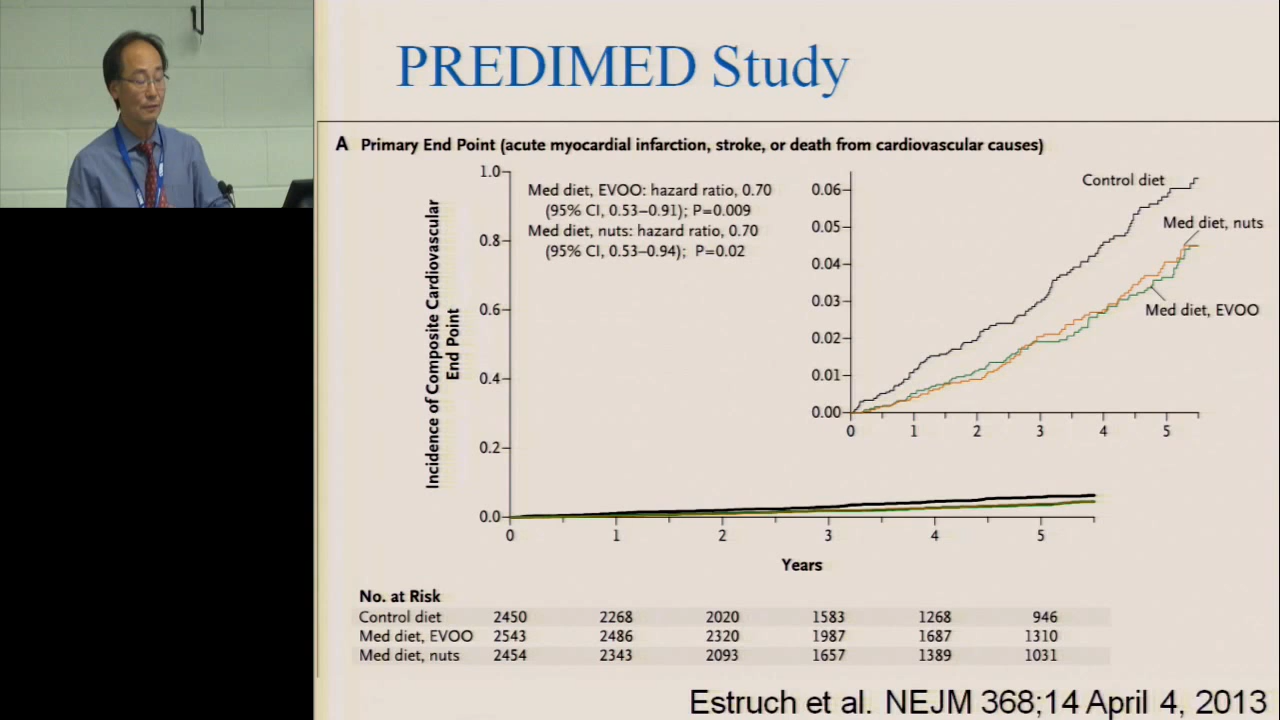 PREDIMED Study
A Primary End Point (acute myocardial infarction, stroke, or death from cardiovascular causes)
Incidence of Composite Cardiovascular
End Point
1.0
0.8
0.6
0.4
0.2
0.0
Med diet, EVOO: hazard ratio, 0.70
(95% CI, 0.53–0.91); P=0.009
Med diet, nuts: hazard ratio, 0.70
(95% CI, 0.53–0.94); P=0.02
0.06
0.05
0.04
0.03
0.02
0.01
0.00
Control diet
Med diet, nuts
Med diet, EVOO
0 1 2 3 4 5
0 1 2 3 4 5
Years
No. at Risk
Control diet 2450 2268 2020 1583 1268 946
Med diet, EVOO 2543 2486 2320 1987 1687 1310
Med diet, nuts 2454 2343 2093 1657 1389 1031
Estruch et al. NEJM 368;14 April 4, 2013